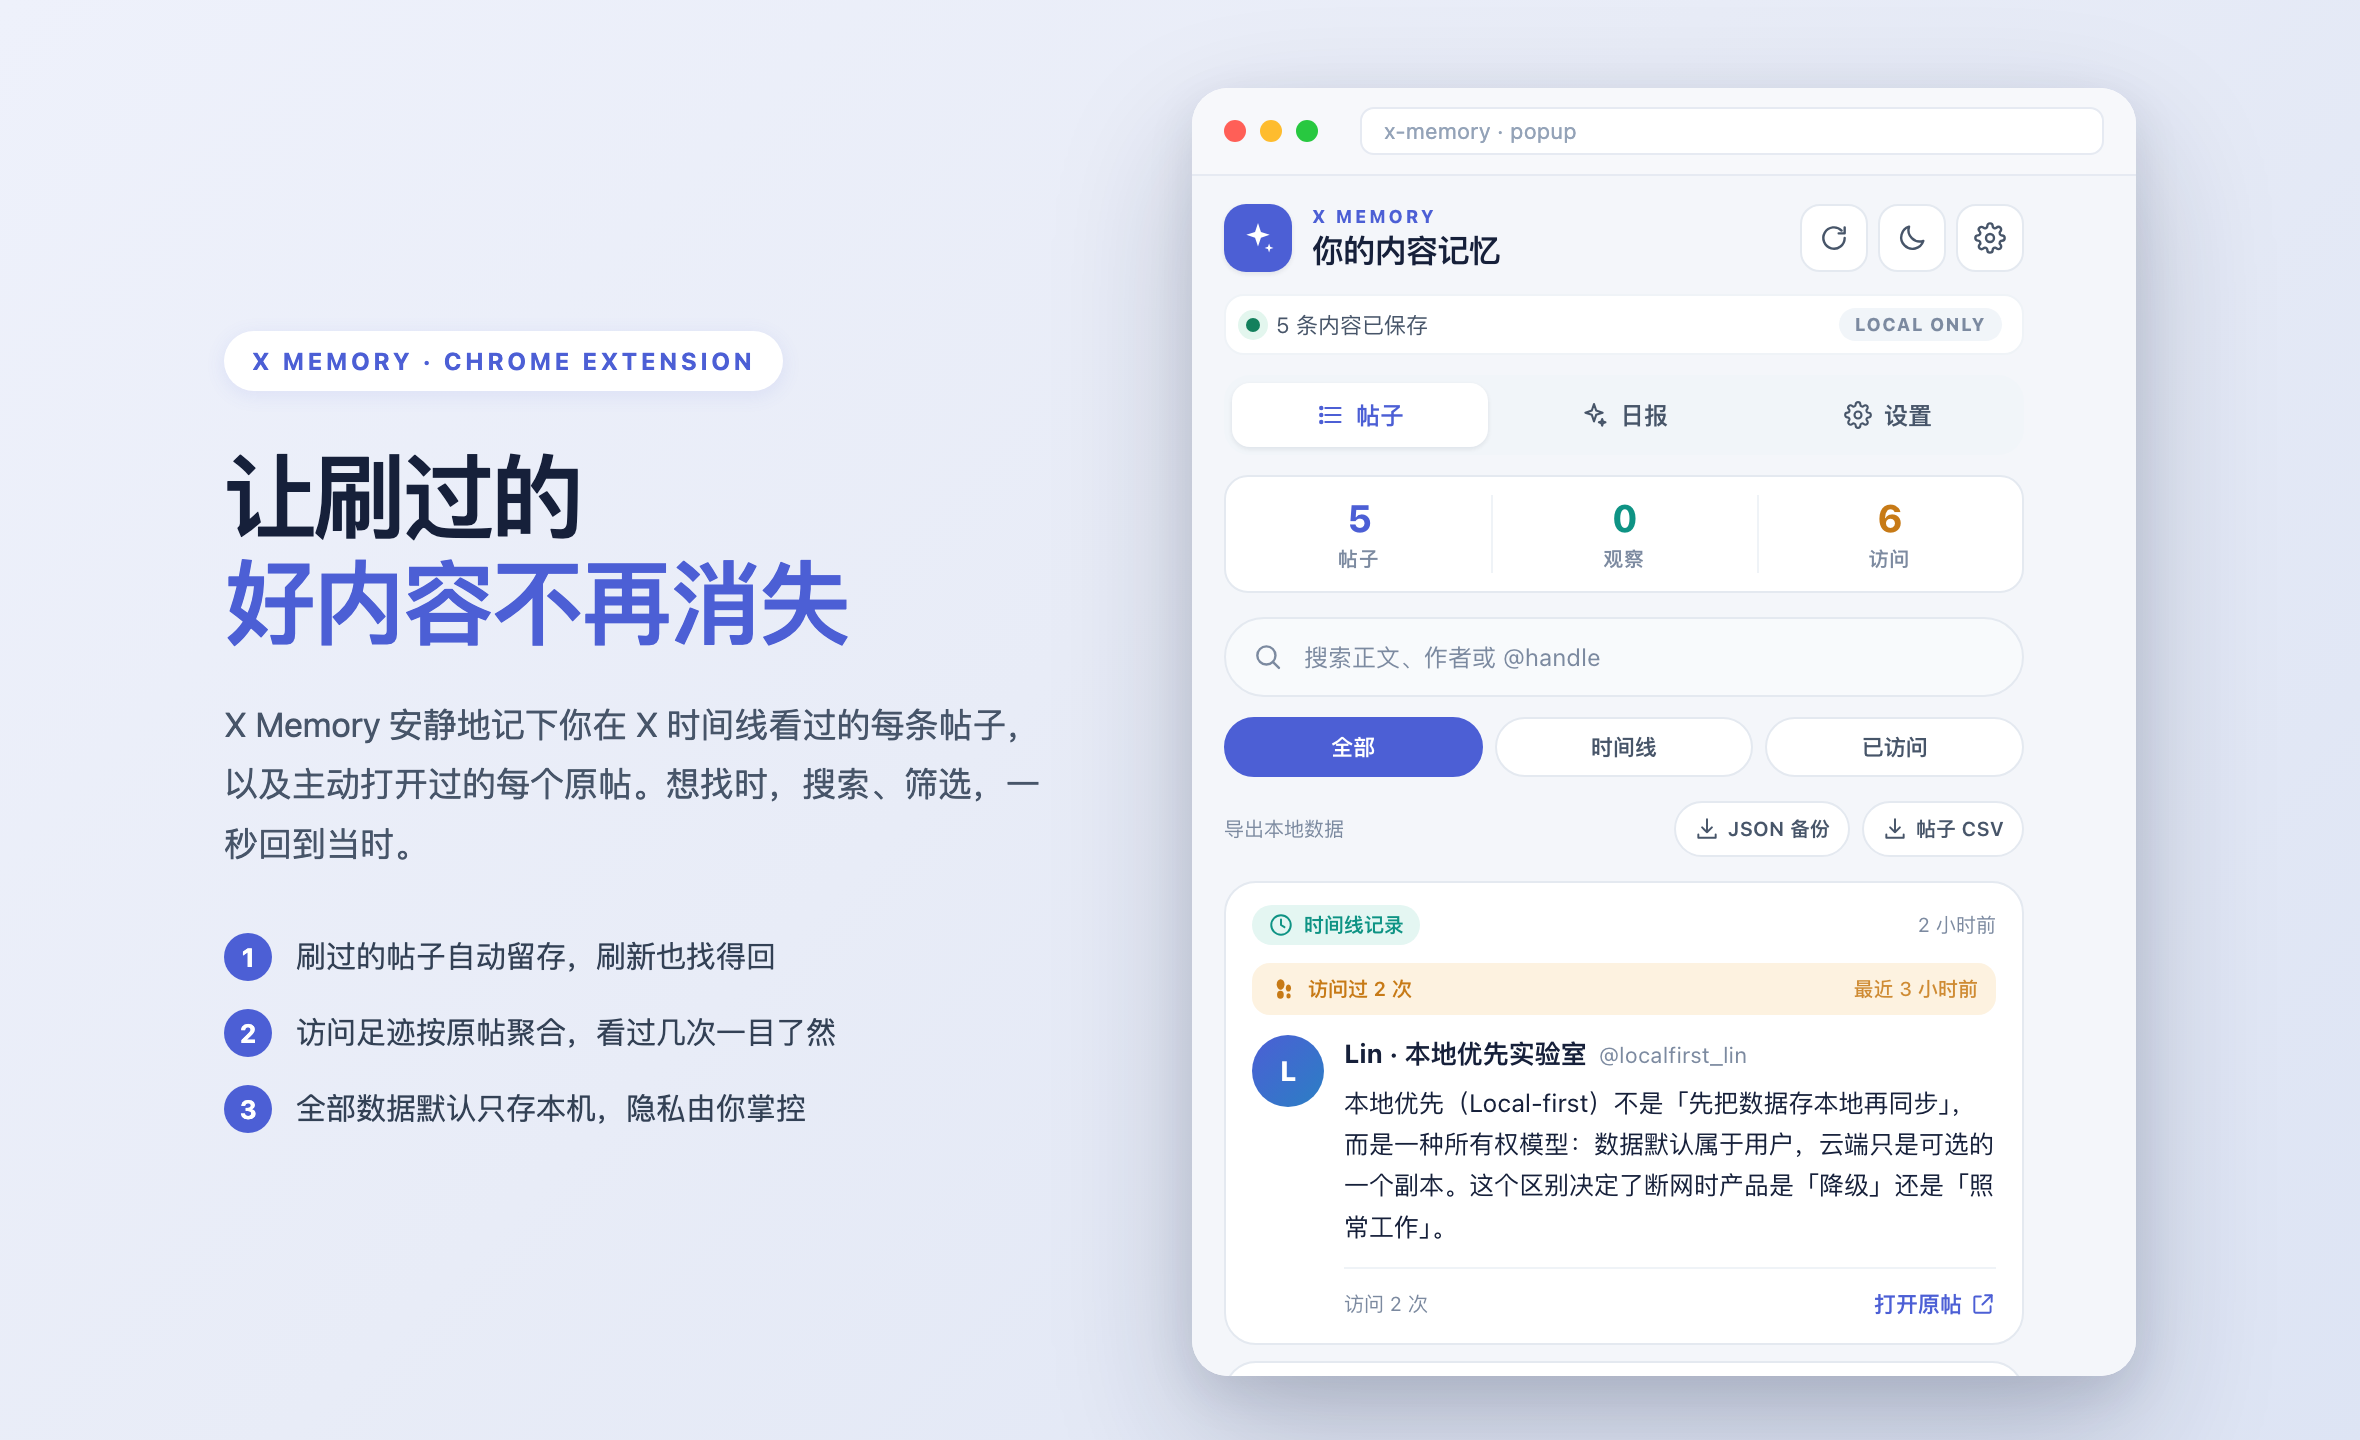 X MEMORY · CHROME EXTENSION
让刷过的
好内容不再消失
X Memory 安静地记下你在 X 时间线看过的每条帖子，
以及主动打开过的每个原帖。想找时，搜索、筛选，一
秒回到当时。
1 刷过的帖子自动留存，刷新也找得回
2 访问足迹按原帖聚合，看过几次一目了然
3 全部数据默认只存本机，隐私由你掌控
x-memory · popup
X MEMORY
你的内容记忆
5 条内容已保存
LOCAL ONLY
帖子 日报 设置
5 0 6
帖子 观察 访问
搜索正文、作者或 @handle
全部 时间线 已访问
导出本地数据 JSON 备份 帖子 CSV
时间线记录 2 小时前
访问过 2 次 最近 3 小时前
L
Lin · 本地优先实验室 @localfirst_lin
本地优先（Local-first）不是「先把数据存本地再同步」，
而是一种所有权模型：数据默认属于用户，云端只是可选的
一个副本。这个区别决定了断网时产品是「降级」还是「照
常工作」。
访问 2 次 打开原帖